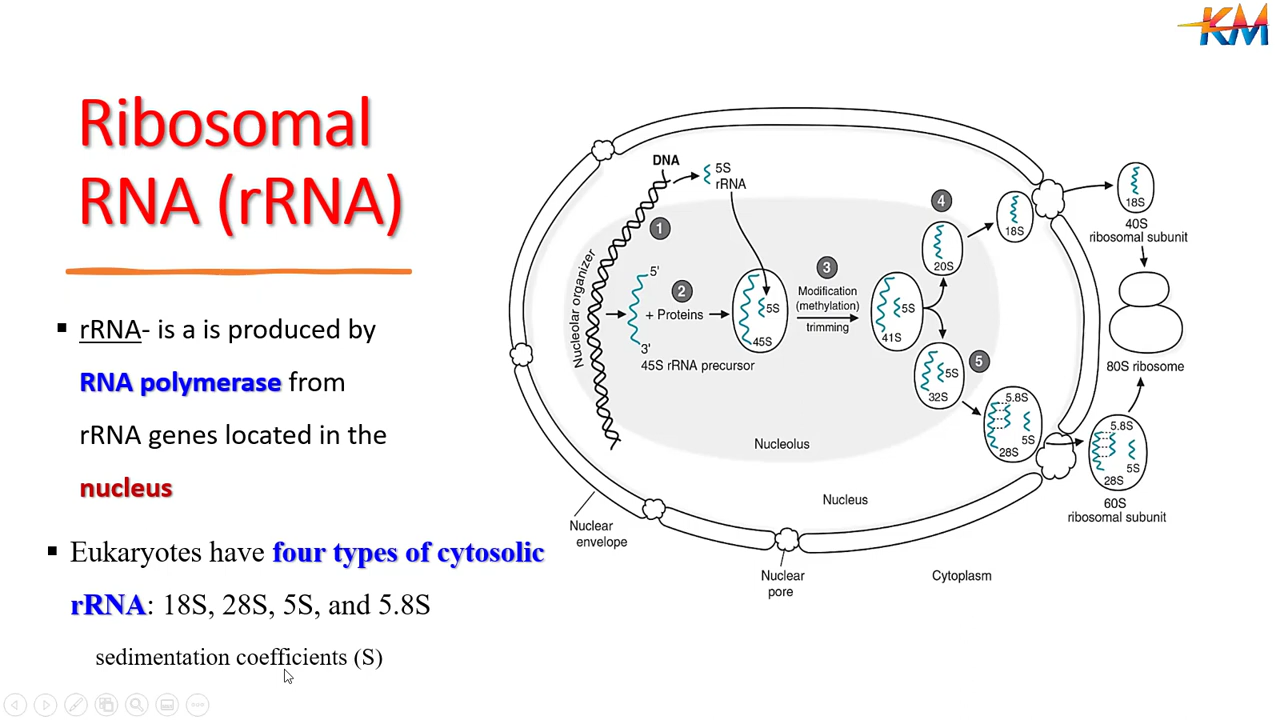 KM
Ribosomal
RNA (rRNA)
▪ rRNA- is a is produced by
RNA polymerase from
rRNA genes located in the
nucleus
▪ Eukaryotes have four types of cytosolic
rRNA: 18S, 28S, 5S, and 5.8S
sedimentation coefficients (S)
DNA
5S
rRNA
1
Nucleolar organizer
5'
2
+ Proteins
3'
45S rRNA precursor
5S
45S
3
Modification
(methylation)
trimming
5S
41S
4
20S
18S
5
5S
32S
5.8S
5S
28S
Nucleolus
Nucleus
Nuclear
envelope
Nuclear
pore
Cytoplasm
18S
40S
ribosomal subunit
80S ribosome
5.8S
5S
28S
60S
ribosomal subunit